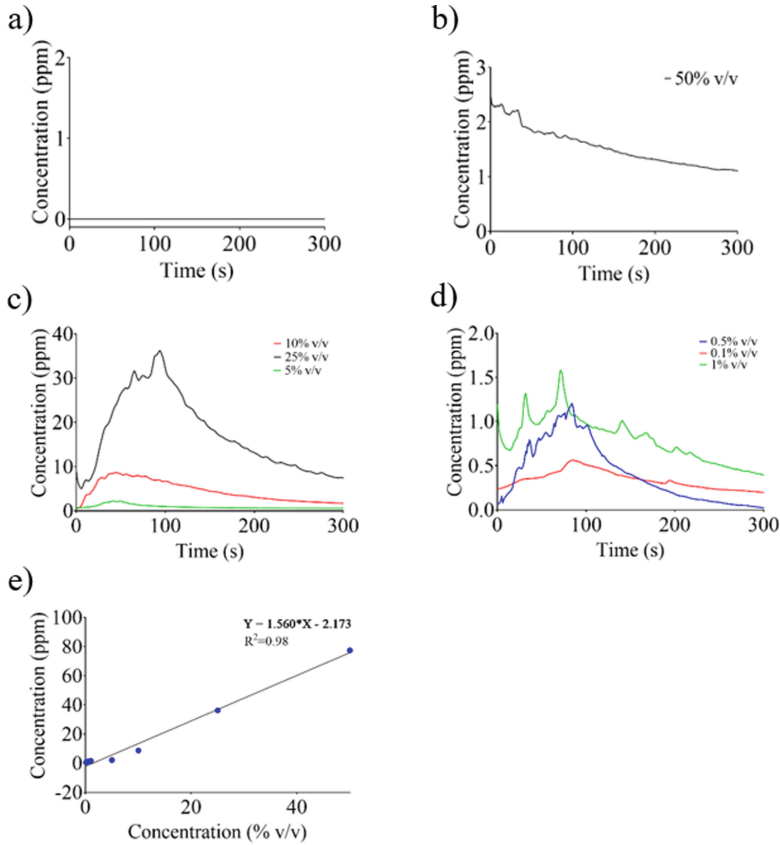 a)
Concentration (ppm)
2
1
0
0 100 200 300
Time (s)
b)
Concentration (ppm)
3
2
1
0
50% v/v
0 100 200 300
Time (s)
c)
Concentration (ppm)
40
30
20
10
0
10% v/v
25% v/v
5% v/v
0 100 200 300
Time (s)
d)
Concentration (ppm)
2.0
1.5
1.0
0.5
0.0
0.5% v/v
0.1% v/v
1% v/v
0 100 200 300
Time (s)
e)
Concentration (ppm)
100
80
60
40
20
0
-20
Y = 1.560*X - 2.173
R²=0.98
0 20 40
Concentration (% v/v)